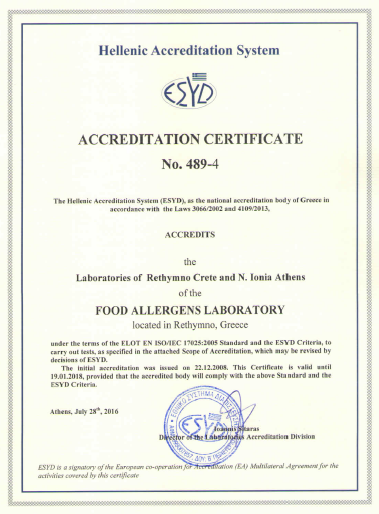 Hellenic Accreditation System
ESYD
ACCREDITATION CERTIFICATE
No. 489-4
The Hellenic Accreditation System (ESYD), as the national accreditation body of Greece in
accordance with the Laws 3066/2002 and 4109/2013,
ACCREDITS
the
Laboratories of Rethymno Crete and N. Ionia Athens
of the
FOOD ALLERGENS LABORATORY
located in Rethymno, Greece
under the terms of the ELOT EN ISO/IEC 17025:2005 Standard and the ESYD Criteria, to
carry out tests, as specified in the attached Scope of Accreditation, which may be revised by
decisions of ESYD.
The initial accreditation was issued on 22.12.2008. This Certificate is valid until
19.01.2018, provided that the accredited body will comply with the above Standard and the
ESYD Criteria.
Athens, July 28th, 2016
ESYD
Ioannis Sitaras
Director of the Laboratories Accreditation Division
ESYD is a signatory of the European co-operation for Accreditation (EA) Multilateral Agreement for the
activities covered by this certificate